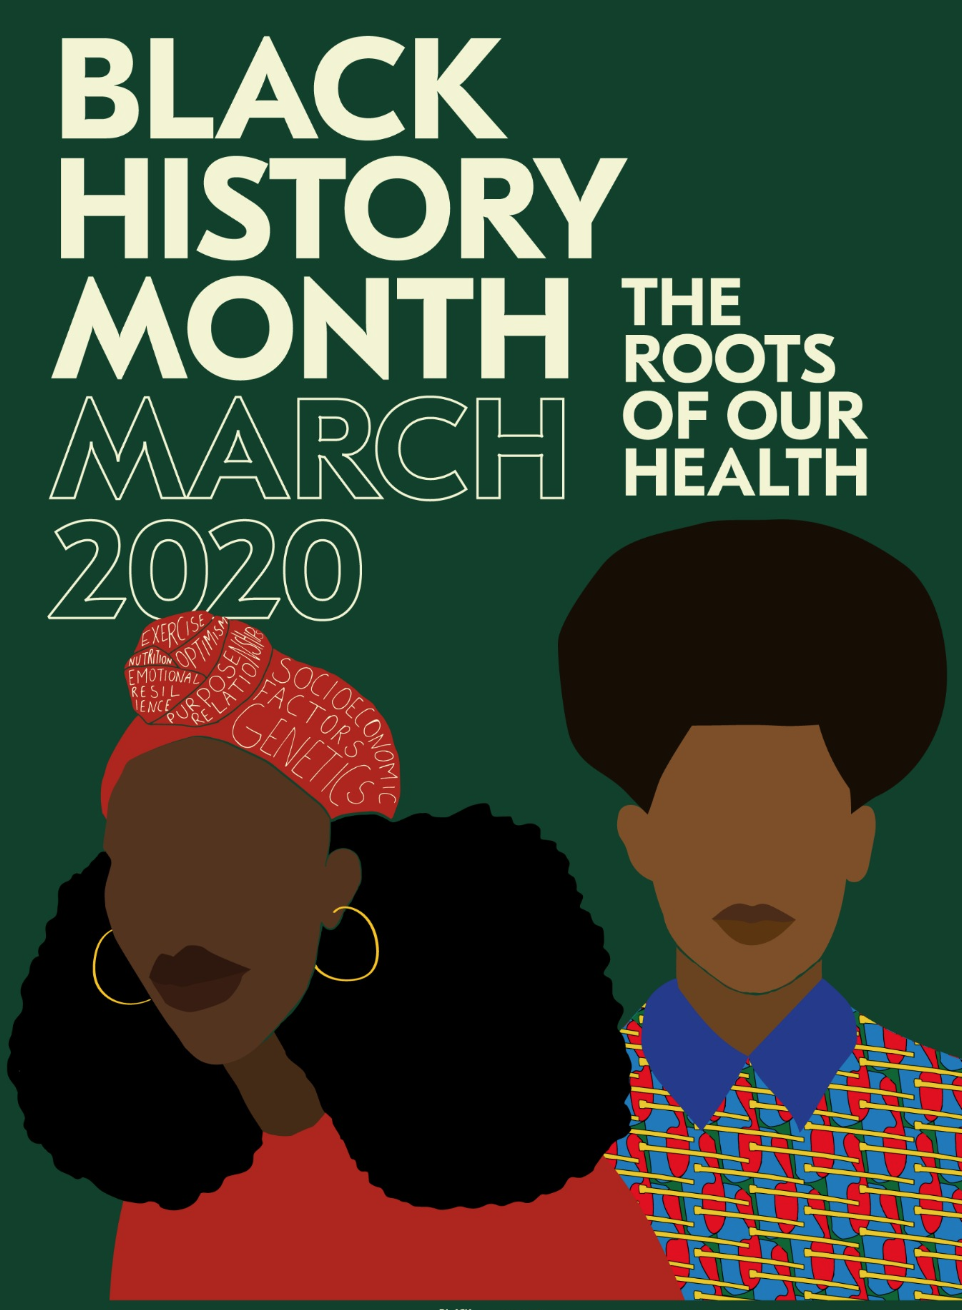 BLACK
HISTORY
MONTH
MARCH
2020
THE
ROOTS
OF OUR
HEALTH
EXERCISE
OPTIMISM
NUTRITION
EMOTIONAL
RESIL
IENCE
PURPOSE
RELATIONSHIP
SOCIOECONOMIC
FACTORS
GENETICS